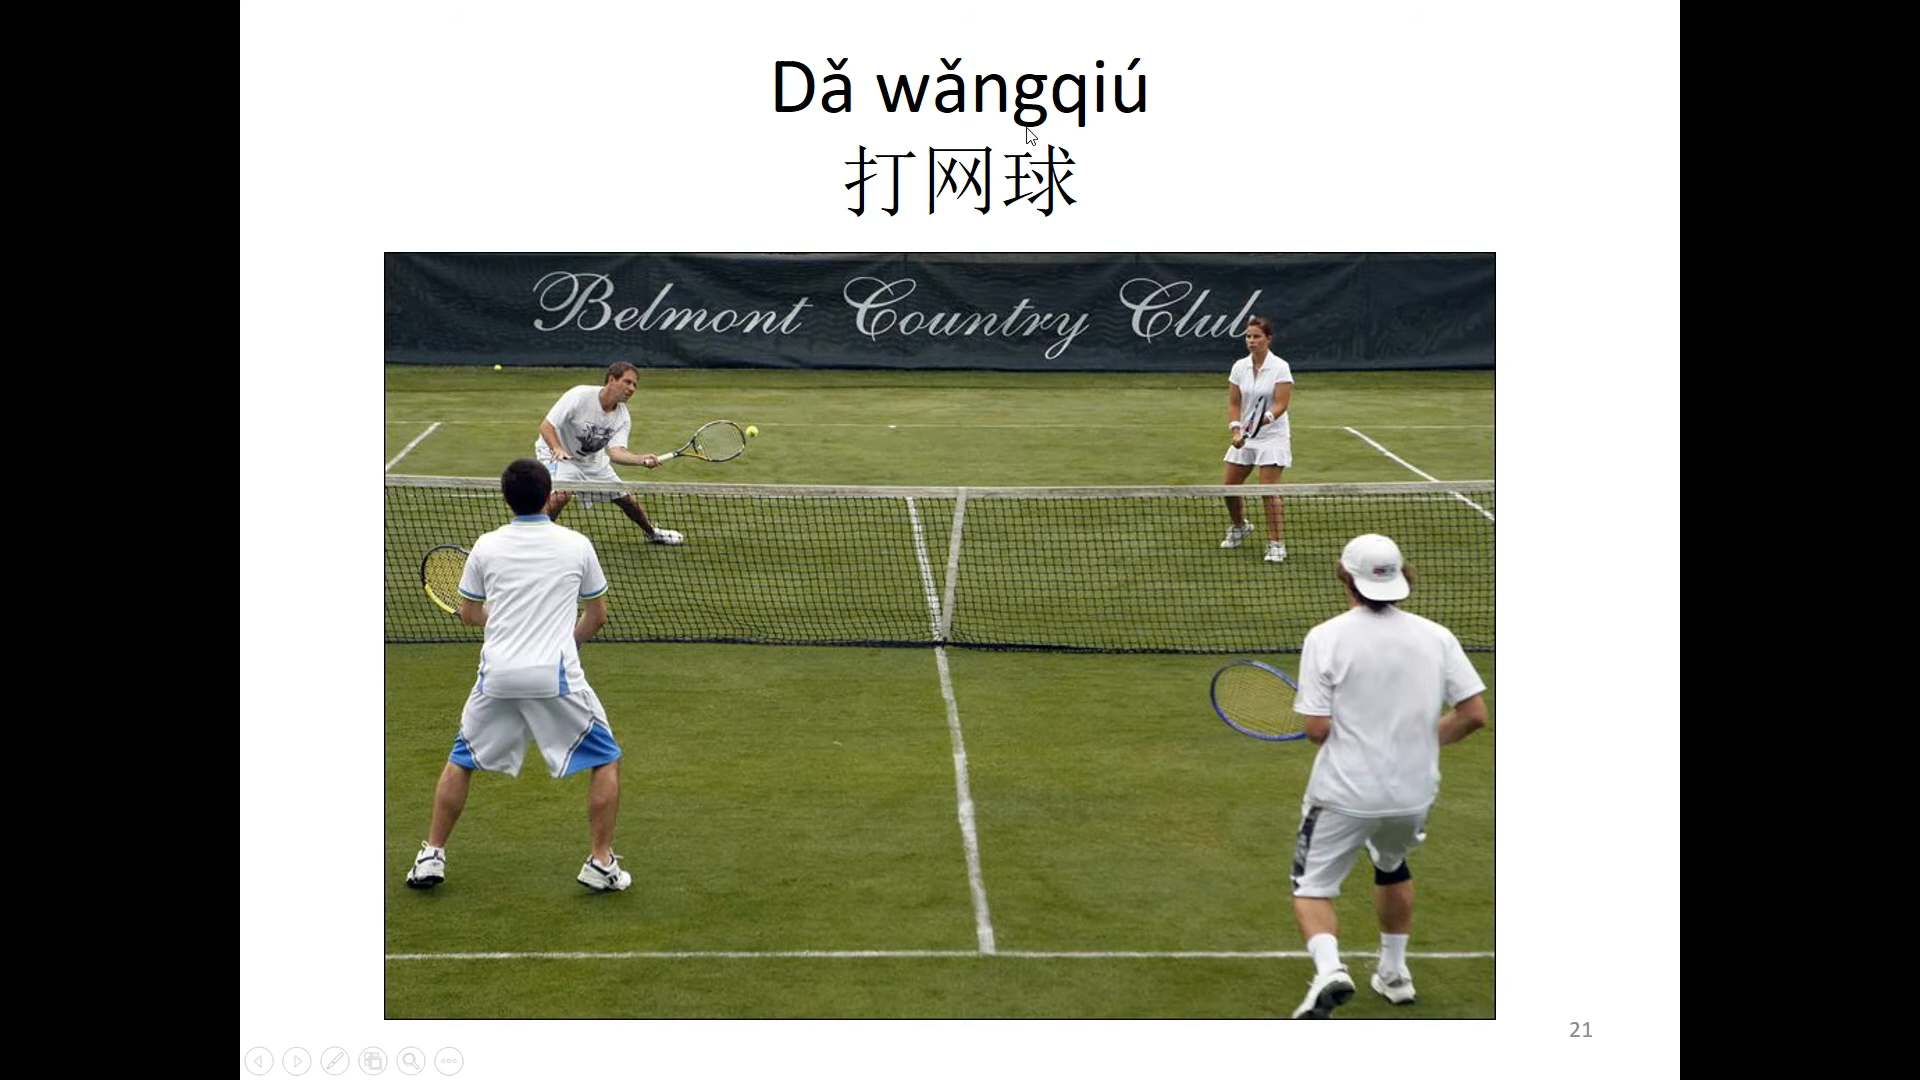 Dǎ wǎngqiú
打网球
Belmont Country Club
21